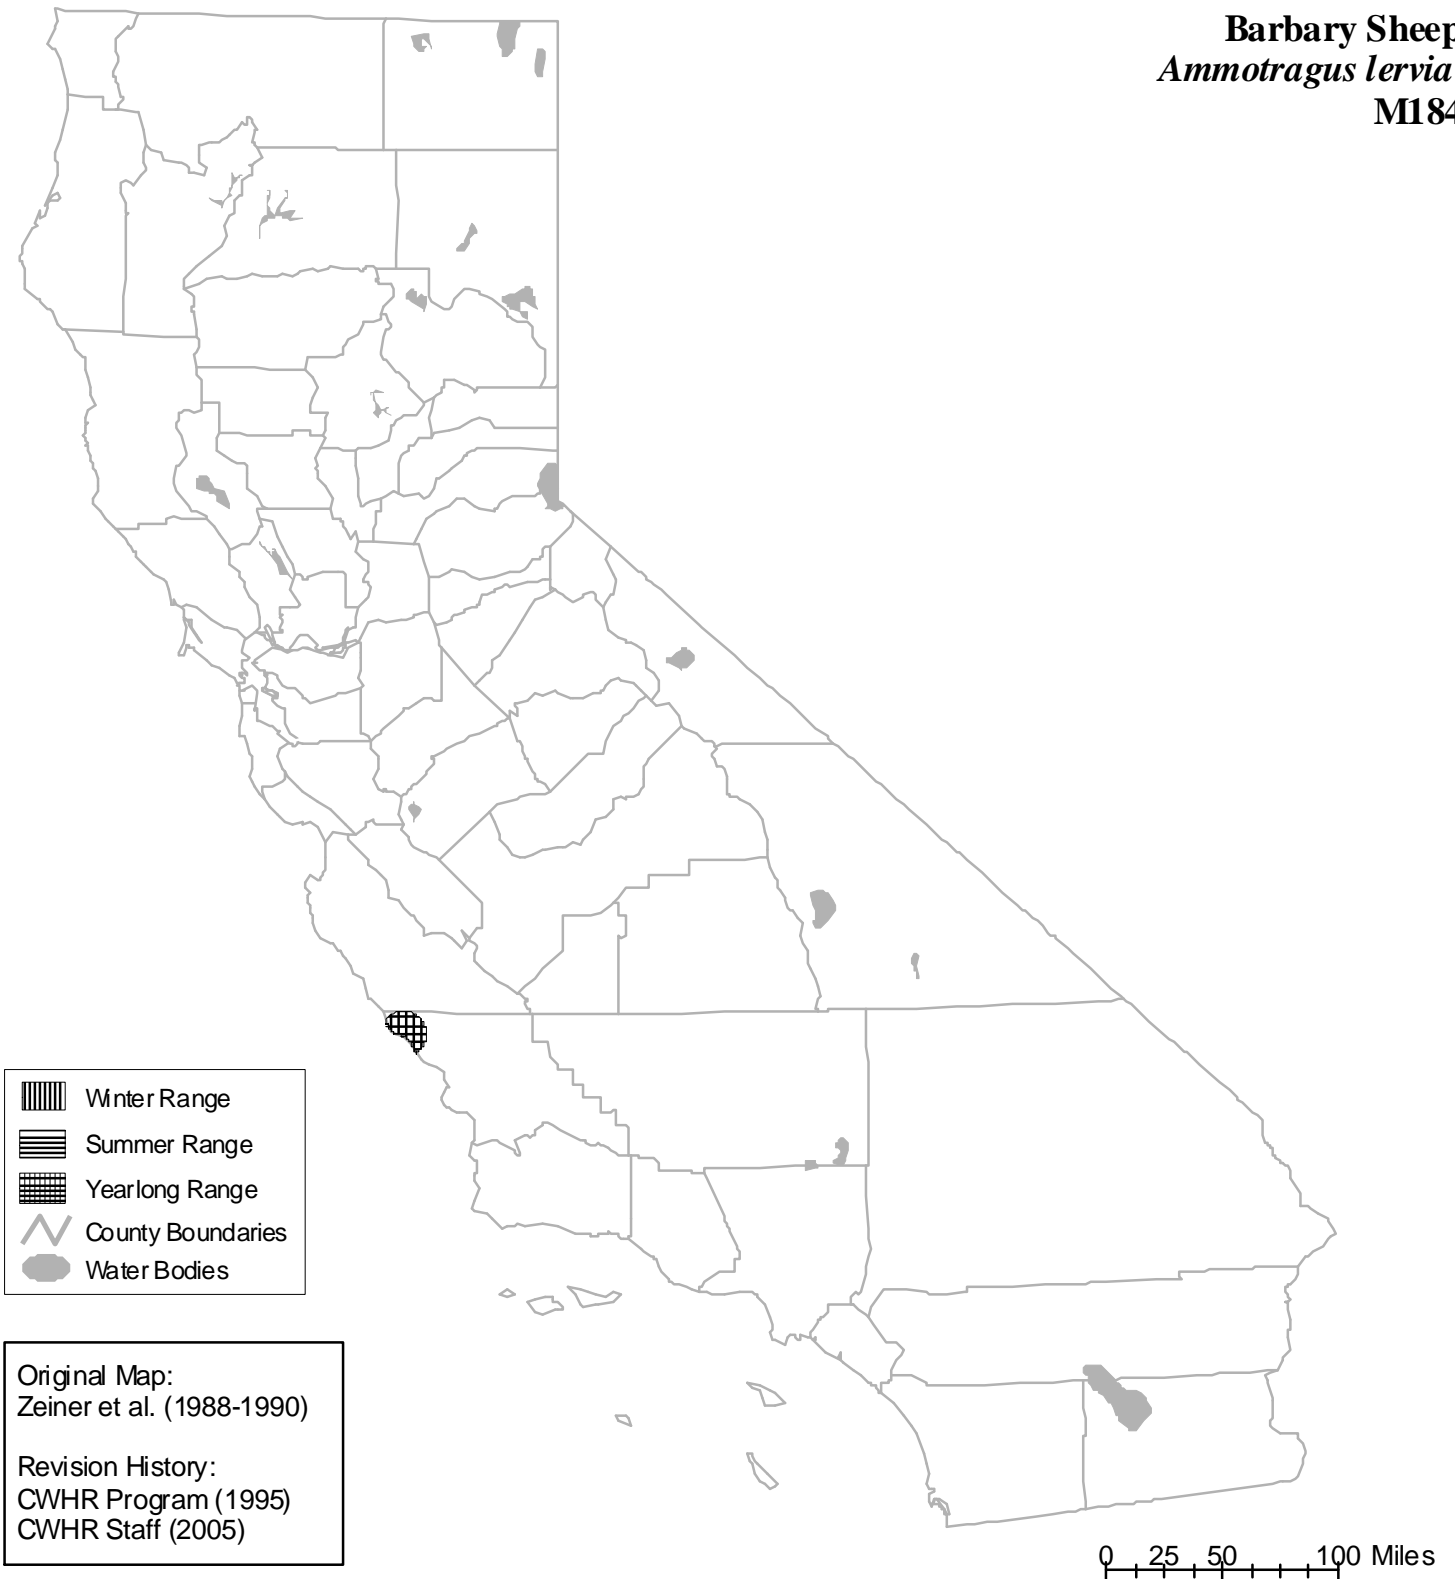 Barbary Sheep
Ammotragus lervia
M184
Winter Range
Summer Range
Yearlong Range
County Boundaries
Water Bodies
Original Map:
Zeiner et al. (1988-1990)
Revision History:
CWHR Program (1995)
CWHR Staff (2005)
0 25 50 100 Miles